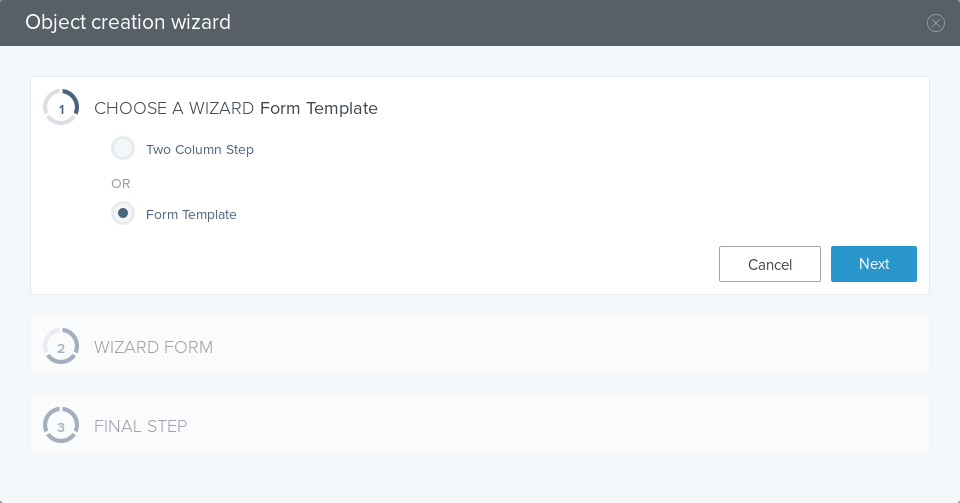 Object creation wizard
1 CHOOSE A WIZARD Form Template
Two Column Step
OR
Form Template
Cancel Next
2 WIZARD FORM
3 FINAL STEP